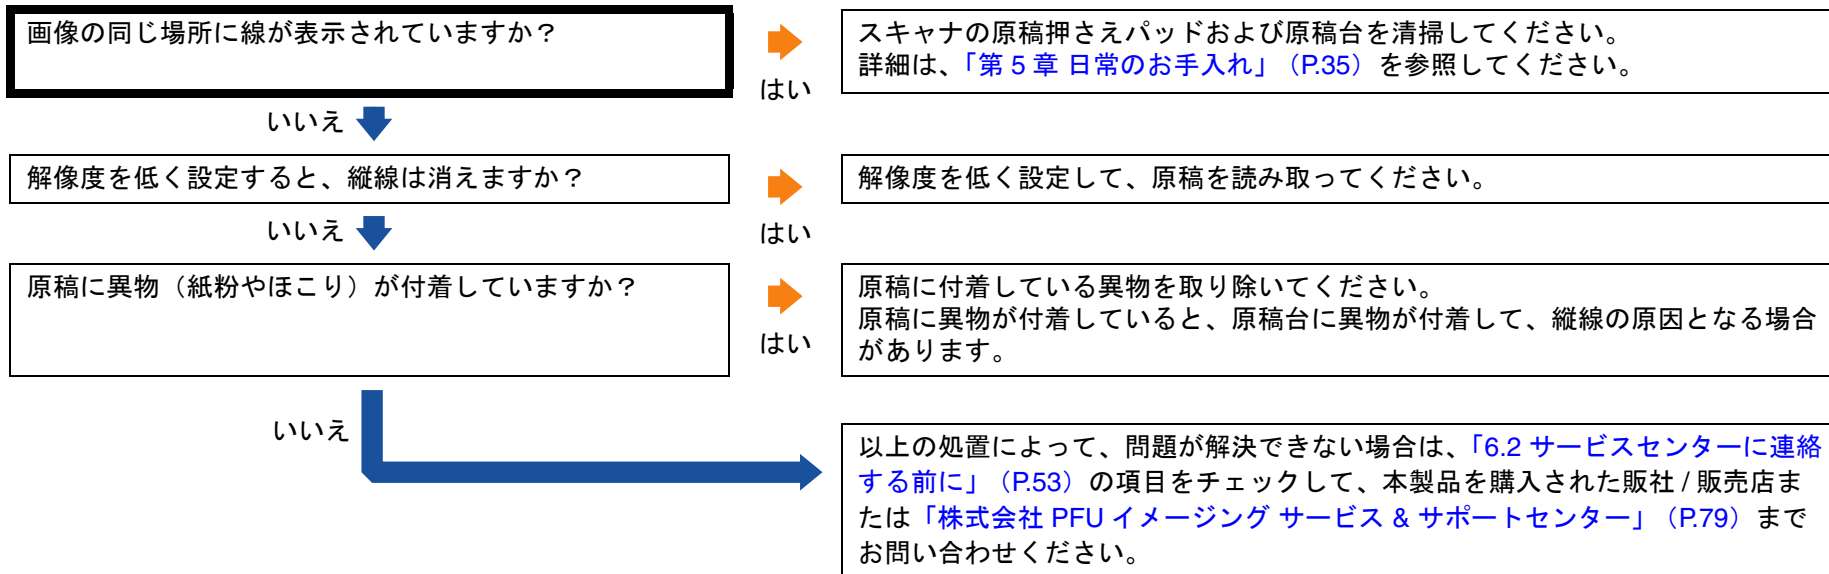 画像の同じ場所に線が表示されていますか？
はい
スキャナの原稿押さえパッドおよび原稿台を清掃してください。
詳細は、「第 5 章 日常のお手入れ」（P.35）を参照してください。
いいえ
解像度を低く設定すると、縦線は消えますか？
はい
解像度を低く設定して、原稿を読み取ってください。
いいえ
原稿に異物（紙粉やほこり）が付着していますか？
はい
原稿に付着している異物を取り除いてください。
原稿に異物が付着していると、原稿台に異物が付着して、縦線の原因となる場合
があります。
いいえ
以上の処置によって、問題が解決できない場合は、「6.2 サービスセンターに連絡
する前に」（P.53）の項目をチェックして、本製品を購入された販社 / 販売店ま
たは「株式会社 PFU イメージング サービス & サポートセンター」（P.79）まで
お問い合わせください。